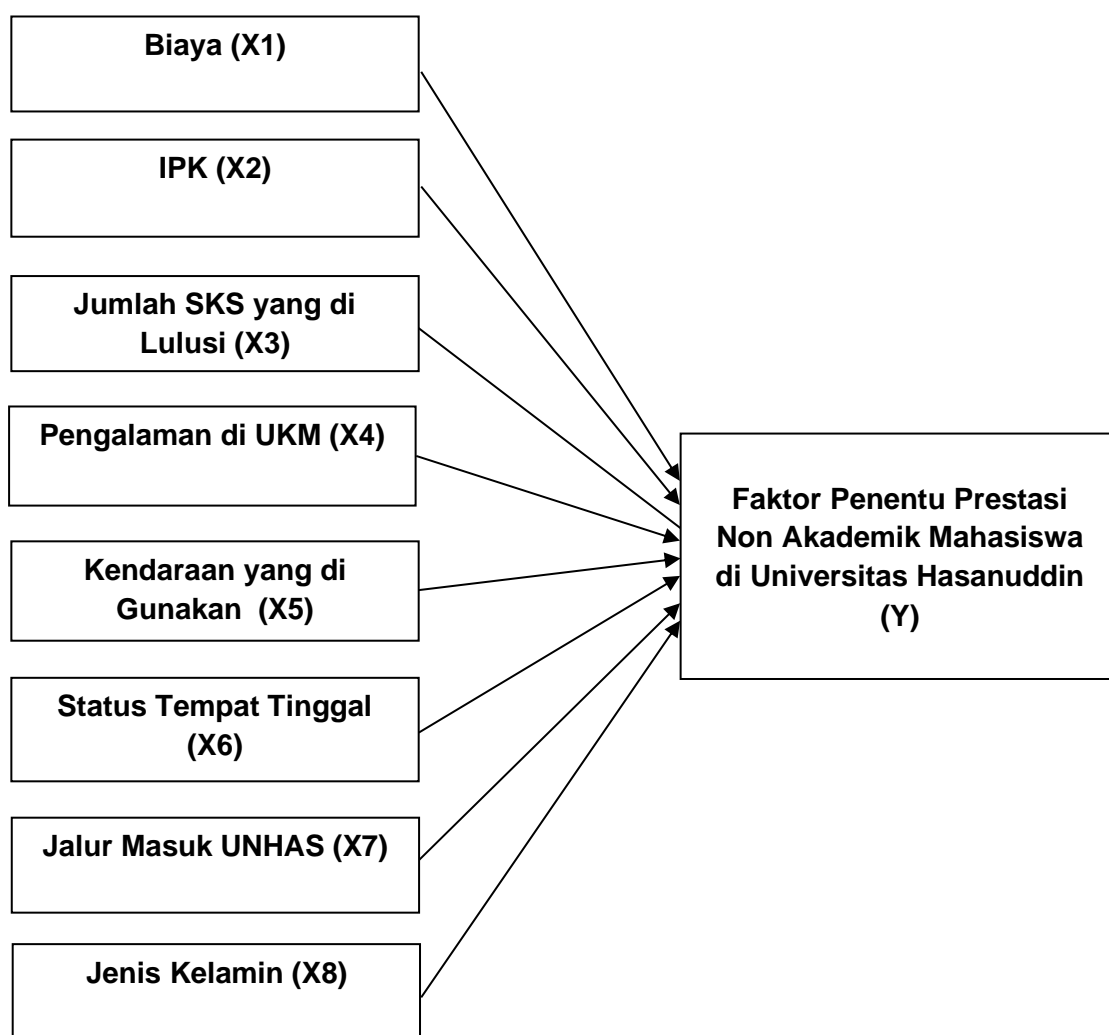 Biaya (X1)
IPK (X2)
Jumlah SKS yang di
Lulusi (X3)
Pengalaman di UKM (X4)
Kendaraan yang di
Gunakan (X5)
Status Tempat Tinggal
(X6)
Jalur Masuk UNHAS (X7)
Jenis Kelamin (X8)
Faktor Penentu Prestasi
Non Akademik Mahasiswa
di Universitas Hasanuddin
(Y)